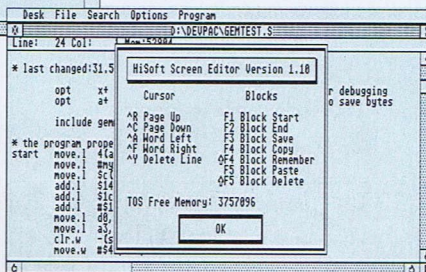 Desk File Search Options Program
D:\DEVPAC\GEMTEST.S
Line: 24 Col: Mem:52984
* last changed:31.5
opt x+ r debugging
opt a+ o save bytes
include gem
* the program prope
start move.l 4(a
move.l #my
move.l $cl
add.l $14
add.l $1c
add.l #$1
move.l d0,
move.l a3,
clr.w -(s
move.w #$4
HiSoft Screen Editor Version 1.10
Cursor Blocks
^R Page Up F1 Block Start
^C Page Down F2 Block End
^A Word Left F3 Block Save
^F Word Right F4 Block Copy
^Y Delete Line ⇧F4 Block Remember
F5 Block Paste
⇧F5 Block Delete
TOS Free Memory: 3757096
OK